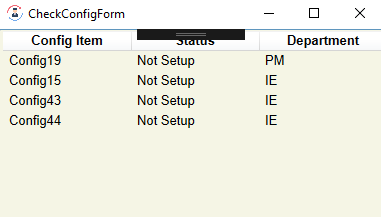 CheckConfigForm
Config Item Status Department
Config19 Not Setup PM
Config15 Not Setup IE
Config43 Not Setup IE
Config44 Not Setup IE